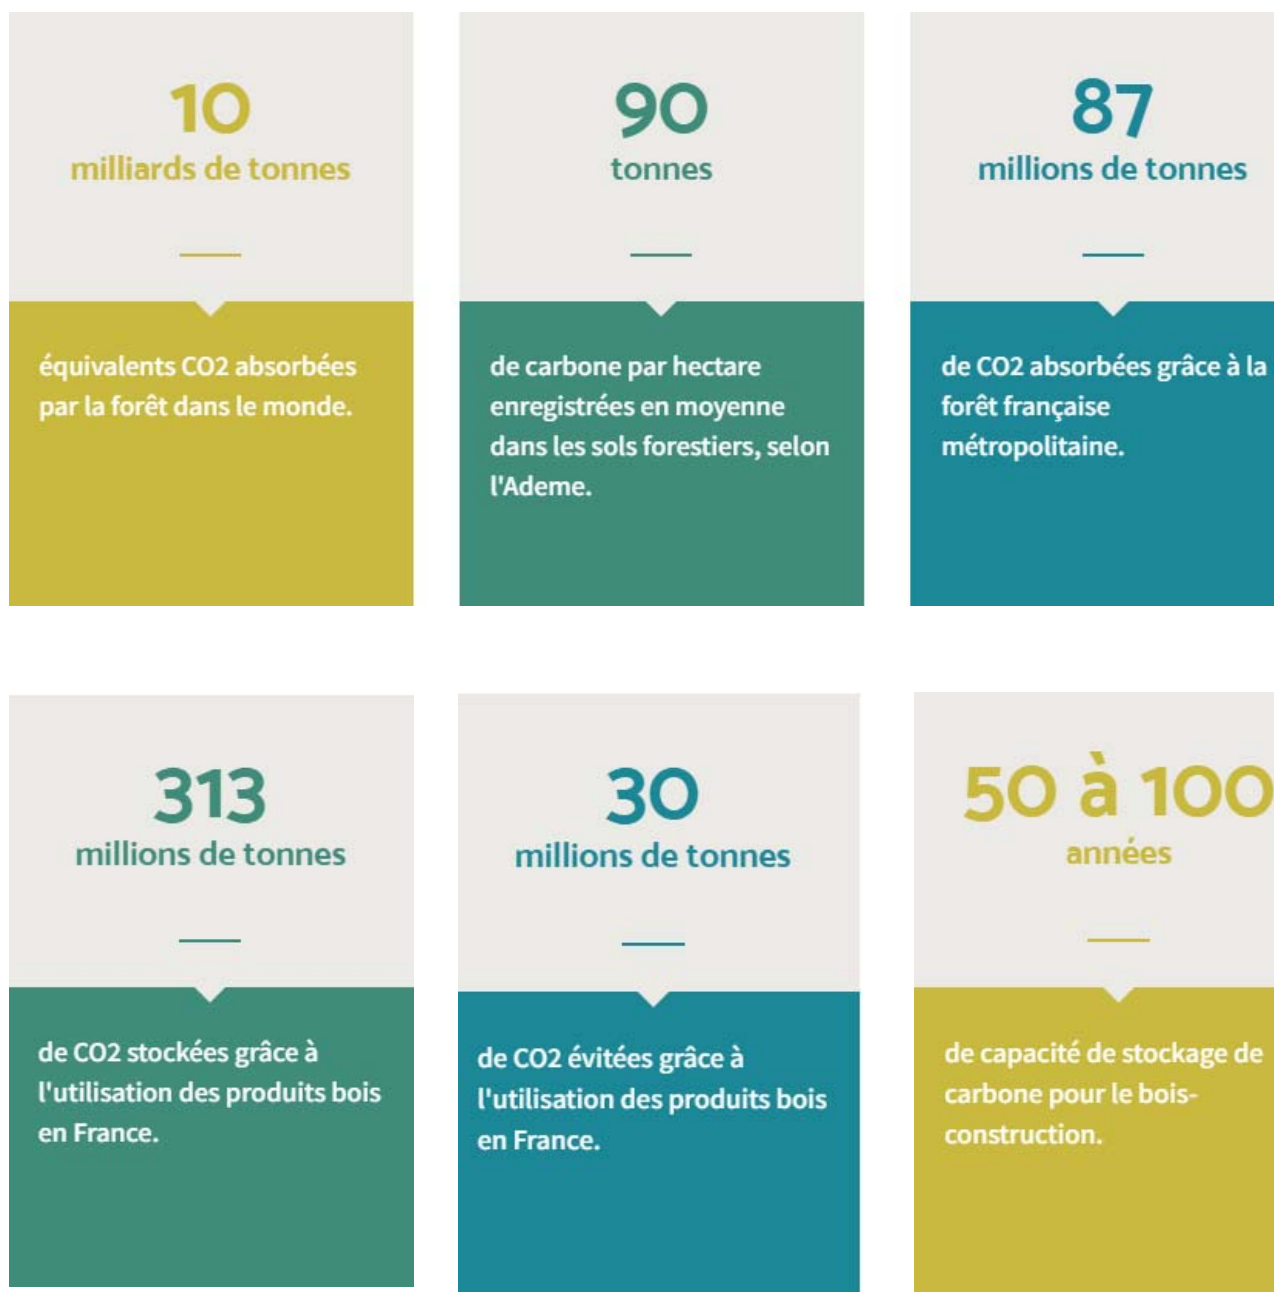 10
milliards de tonnes
équivalents CO2 absorbées
par la forêt dans le monde.
90
tonnes
de carbone par hectare
enregistrées en moyenne
dans les sols forestiers, selon
l'Ademe.
87
millions de tonnes
de CO2 absorbées grâce à la
forêt française
métropolitaine.
313
millions de tonnes
de CO2 stockées grâce à
l'utilisation des produits bois
en France.
30
millions de tonnes
de CO2 évitées grâce à
l'utilisation des produits bois
en France.
50 à 100
années
de capacité de stockage de
carbone pour le bois-
construction.